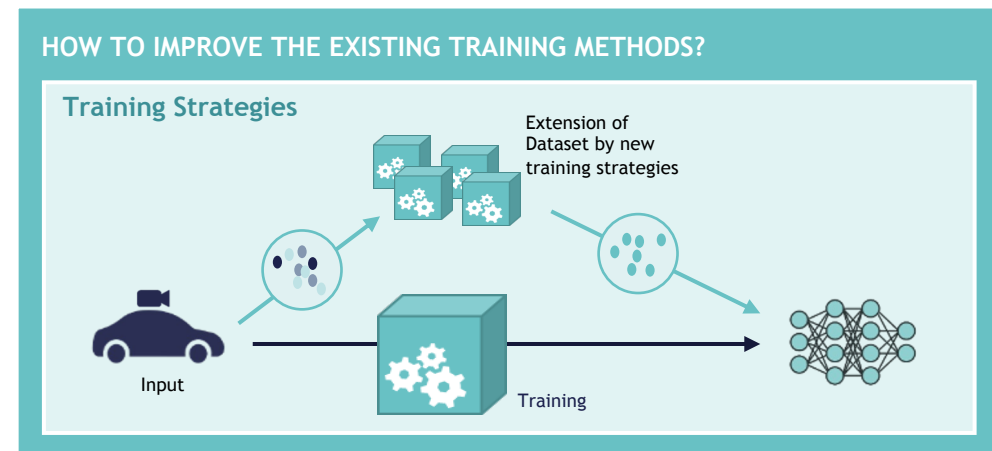 HOW TO IMPROVE THE EXISTING TRAINING METHODS?
Training Strategies
Extension of
Dataset by new
training strategies
Input
Training